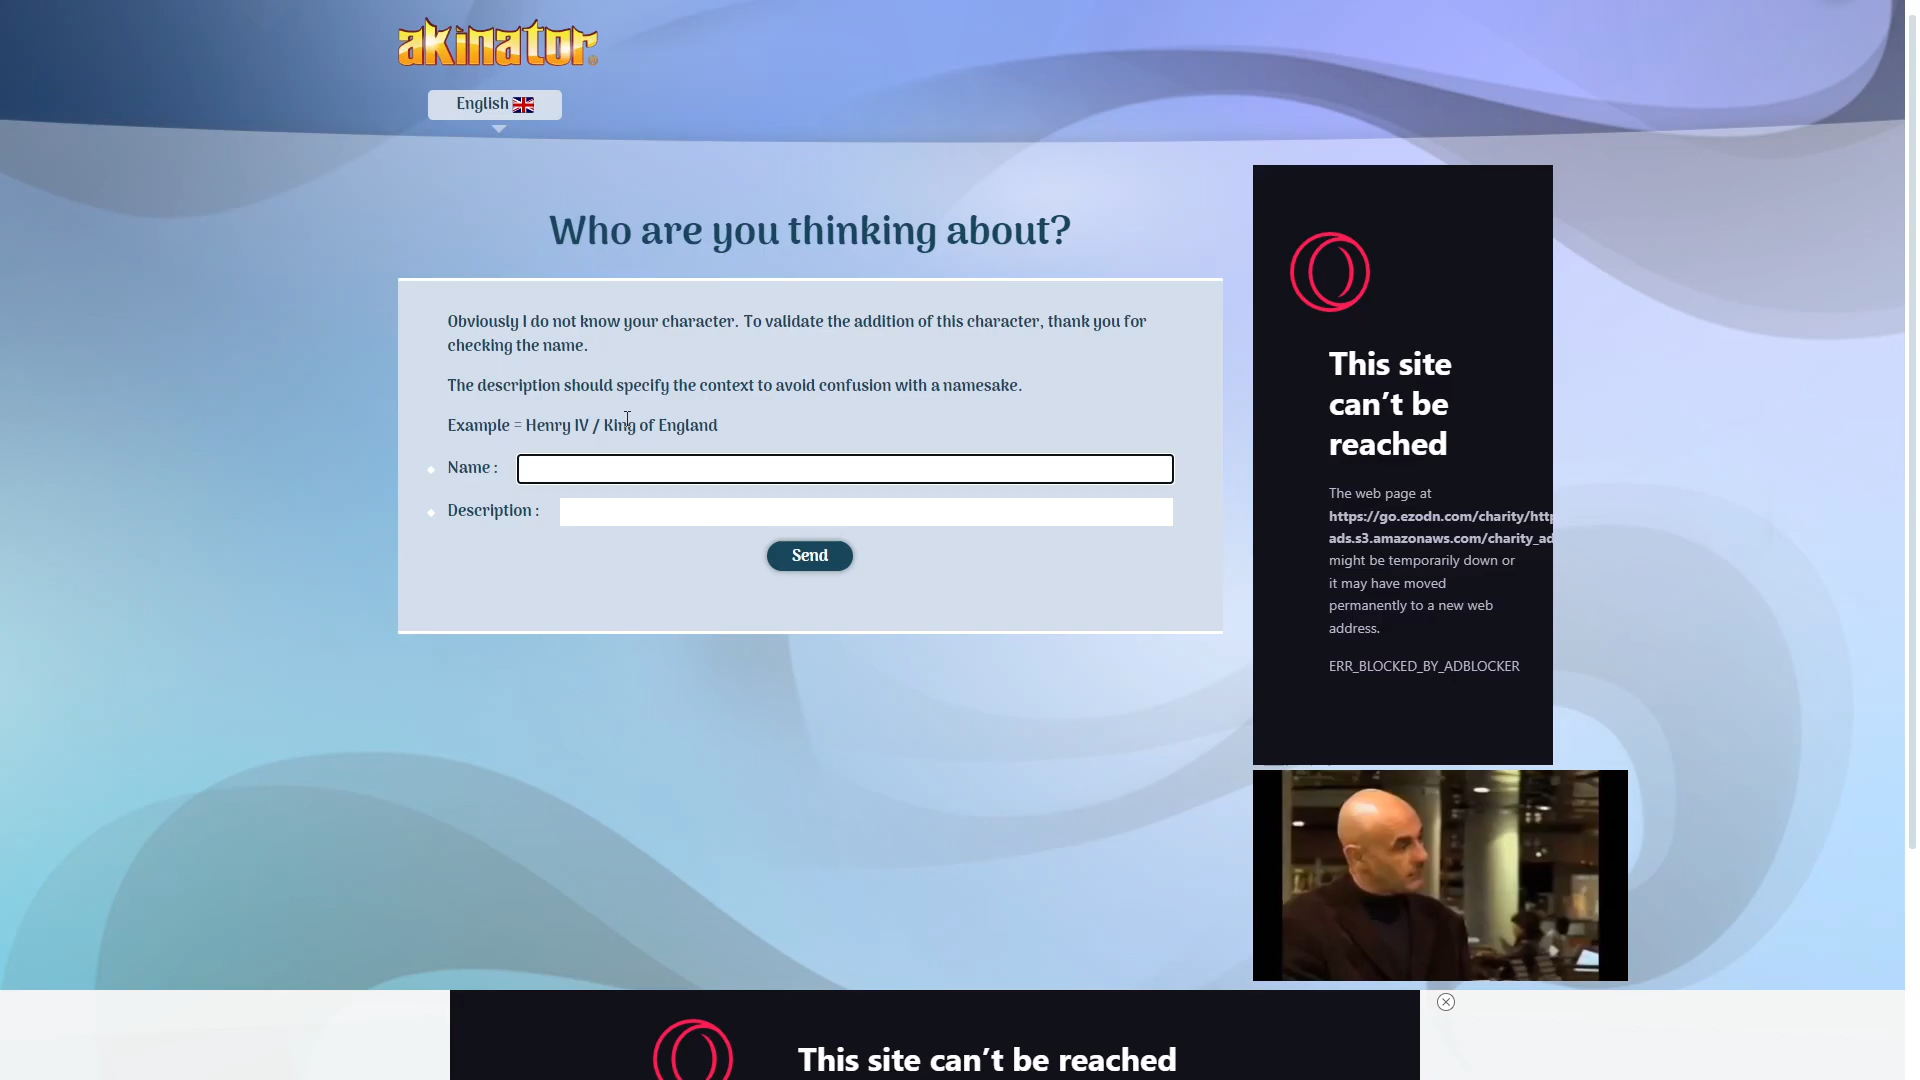 akinator
English
Who are you thinking about?
Obviously I do not know your character. To validate the addition of this character, thank you for
checking the name.
The description should specify the context to avoid confusion with a namesake.
Example = Henry IV / King of England
Name :
Description :
Send
This site
can’t be
reached
The web page at
https://go.ezodn.com/charity/http
ads.s3.amazonaws.com/charity_ad
might be temporarily down or
it may have moved
permanently to a new web
address.
ERR_BLOCKED_BY_ADBLOCKER
This site can’t be reached